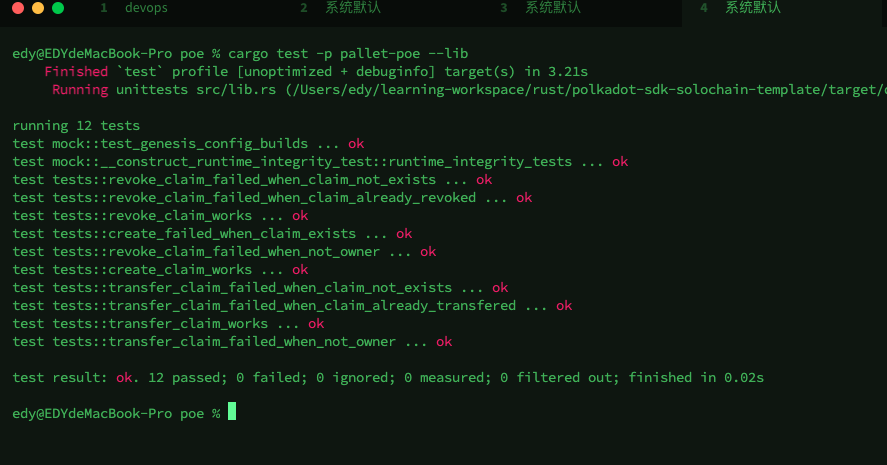 1 devops 2 系统默认 3 系统默认 4 系统默认
edy@EDYdeMacBook-Pro poe % cargo test -p pallet-poe --lib
    Finished `test` profile [unoptimized + debuginfo] target(s) in 3.21s
     Running unittests src/lib.rs (/Users/edy/learning-workspace/rust/polkadot-sdk-solochain-template/target/
running 12 tests
test mock::test_genesis_config_builds ... ok
test mock::__construct_runtime_integrity_test::runtime_integrity_tests ... ok
test tests::revoke_claim_failed_when_claim_not_exists ... ok
test tests::revoke_claim_failed_when_claim_already_revoked ... ok
test tests::revoke_claim_works ... ok
test tests::create_failed_when_claim_exists ... ok
test tests::revoke_claim_failed_when_not_owner ... ok
test tests::create_claim_works ... ok
test tests::transfer_claim_failed_when_claim_not_exists ... ok
test tests::transfer_claim_failed_when_claim_already_transfered ... ok
test tests::transfer_claim_works ... ok
test tests::transfer_claim_failed_when_not_owner ... ok
test result: ok. 12 passed; 0 failed; 0 ignored; 0 measured; 0 filtered out; finished in 0.02s
edy@EDYdeMacBook-Pro poe %